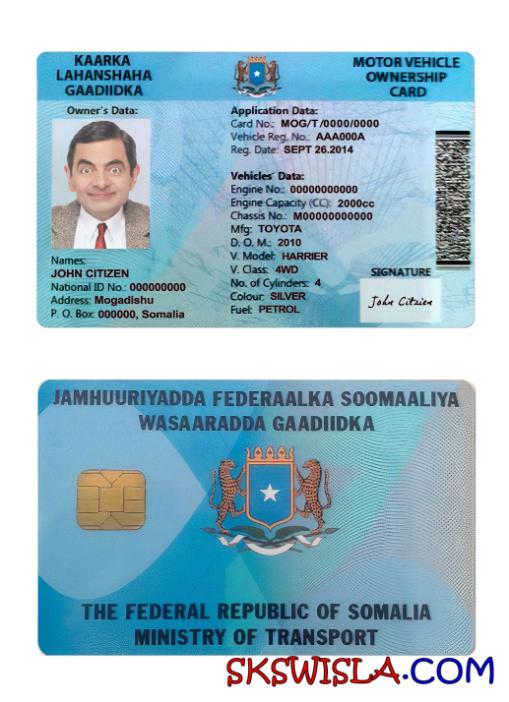 KAARKA
LAHANSHAHA
GAADIIDKA
MOTOR VEHICLE
OWNERSHIP
CARD
Owner's Data:
Names:
JOHN CITIZEN
National ID No.: 000000000
Address: Mogadishu
P. O. Box: 000000, Somalia
Application Data:
Card No.: MOG/T/0000/0000
Vehicle Reg. No.: AAA000A
Reg. Date: SEPT 26.2014
Vehicles' Data:
Engine No.: 00000000000
Engine Capacity (CC): 2000cc
Chassis No.: M00000000000
Mfg: TOYOTA
D. O. M.: 2010
V. Model: HARRIER
V. Class: 4WD
No. of Cylinders: 4
Colour: SILVER
Fuel: PETROL
SIGNATURE
John Citzien
JAMHUURIYADDA FEDERAALKA SOOMAALIYA
WASAARADDA GAADIIDKA
THE FEDERAL REPUBLIC OF SOMALIA
MINISTRY OF TRANSPORT
SKSWISLA.COM